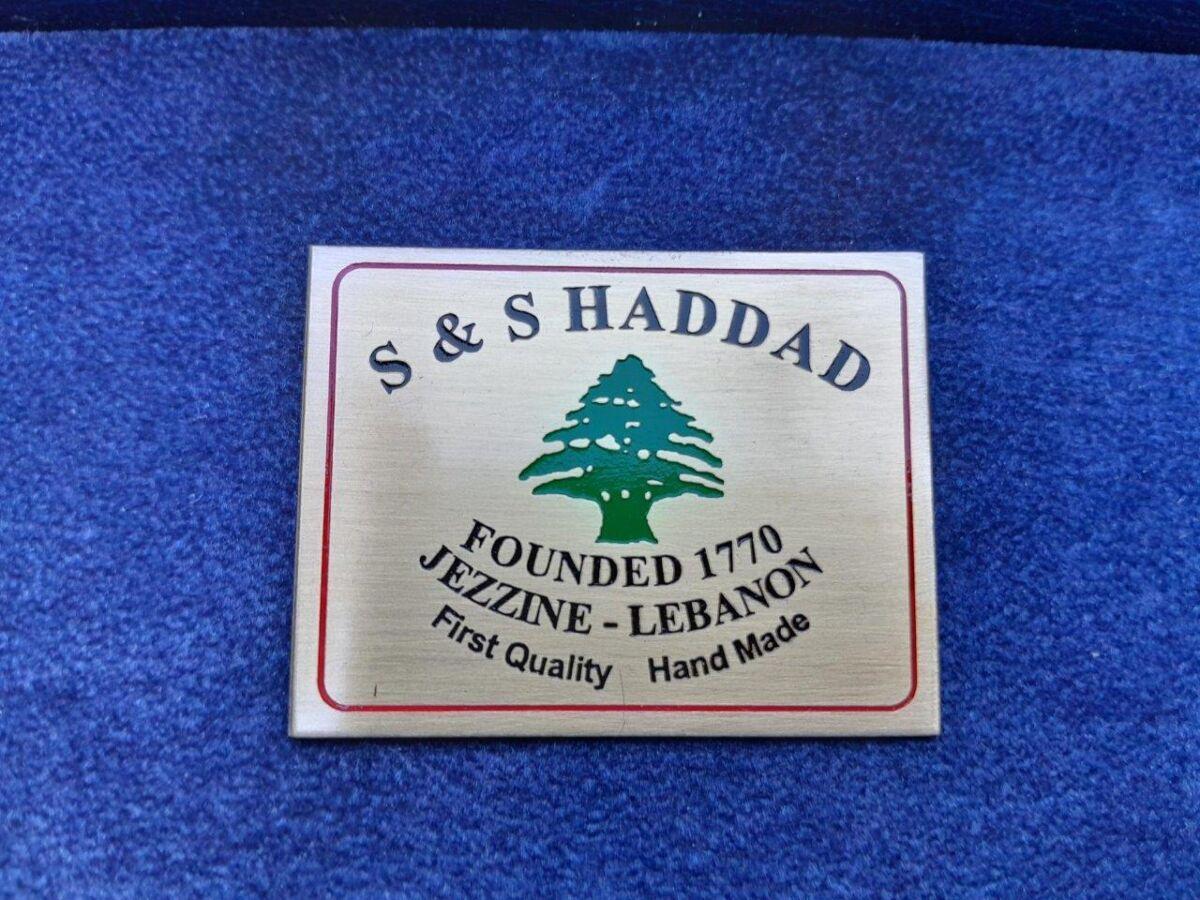 S & S HADDAD
FOUNDED 1770
JEZZINE - LEBANON
First Quality Hand Made